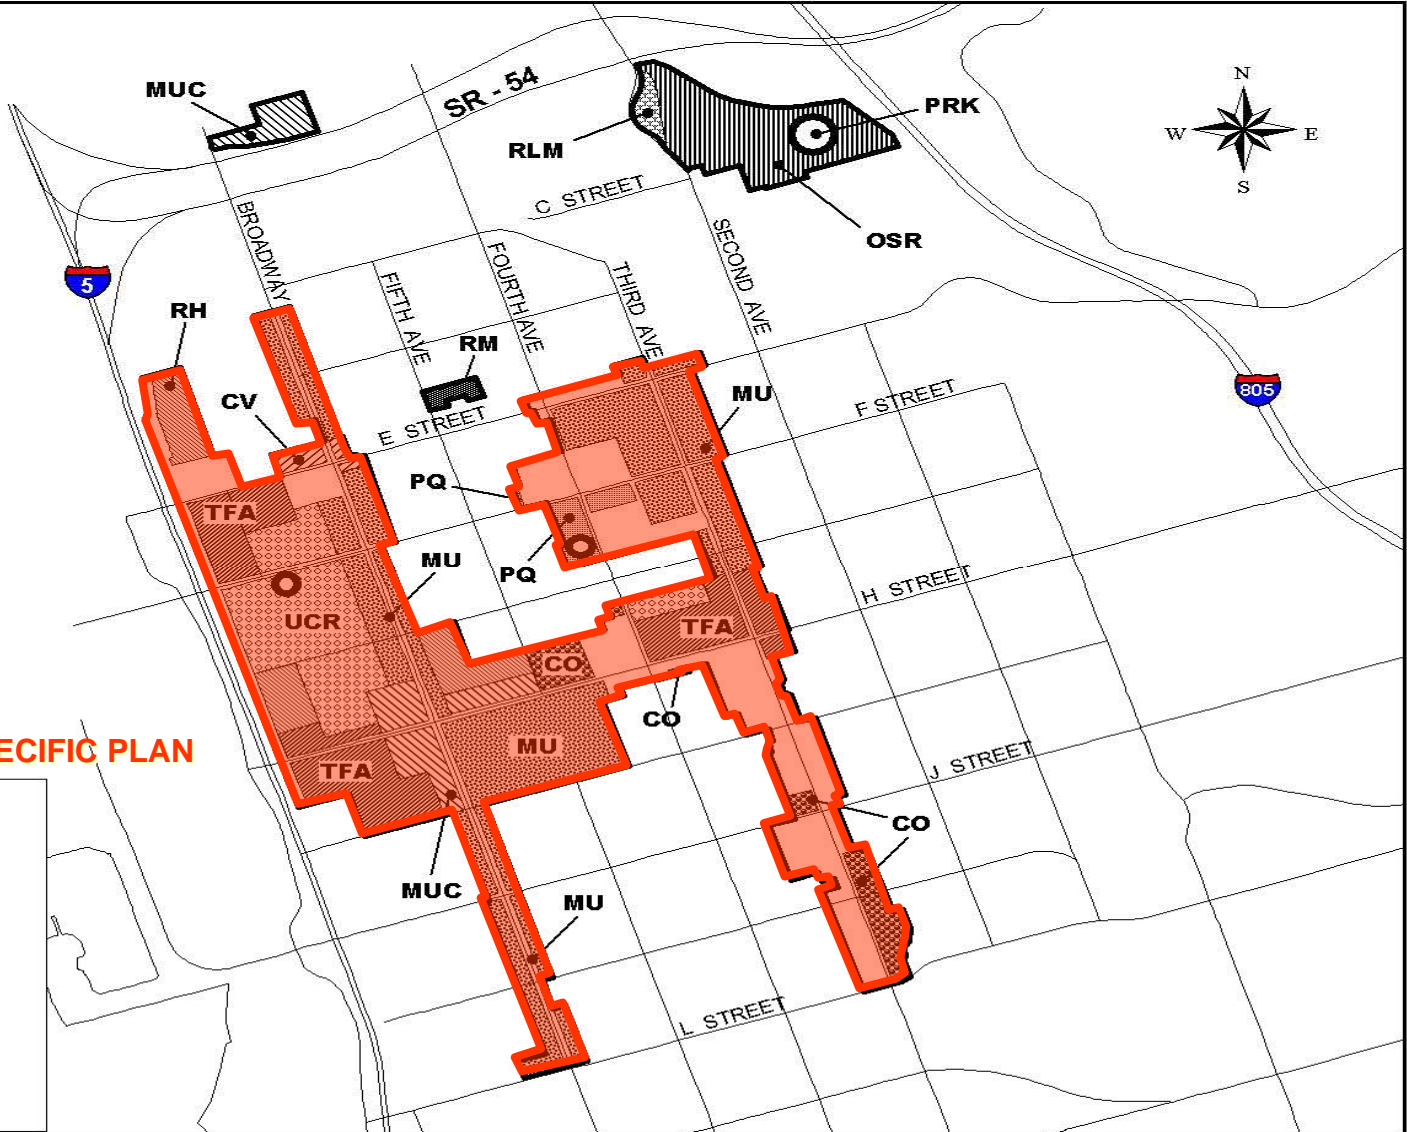 N
W E
S
MUC
SR - 54
PRK
RLM
C STREET
OSR
BROADWAY
FOURTH AVE
SECOND AVE
THIRD AVE
FIFTH AVE
5
RH
RM
805
CV
MU
F STREET
E STREET
PQ
TFA
MU
PQ
H STREET
UCR
TFA
CO
CO
ECIFIC PLAN
MU
J STREET
TFA
CO
MUC
MU
L STREET